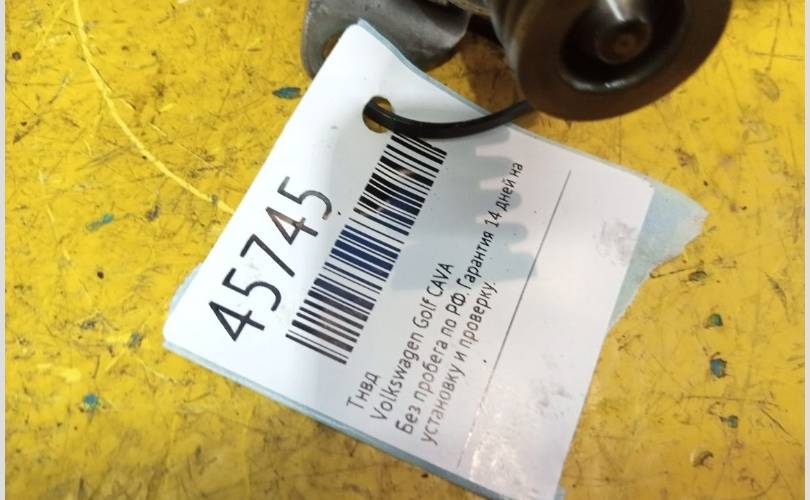 45745
Тнвд
Volkswagen Golf CAVA
Без пробега по РФ. Гарантия 14 дней на
установку и проверку.